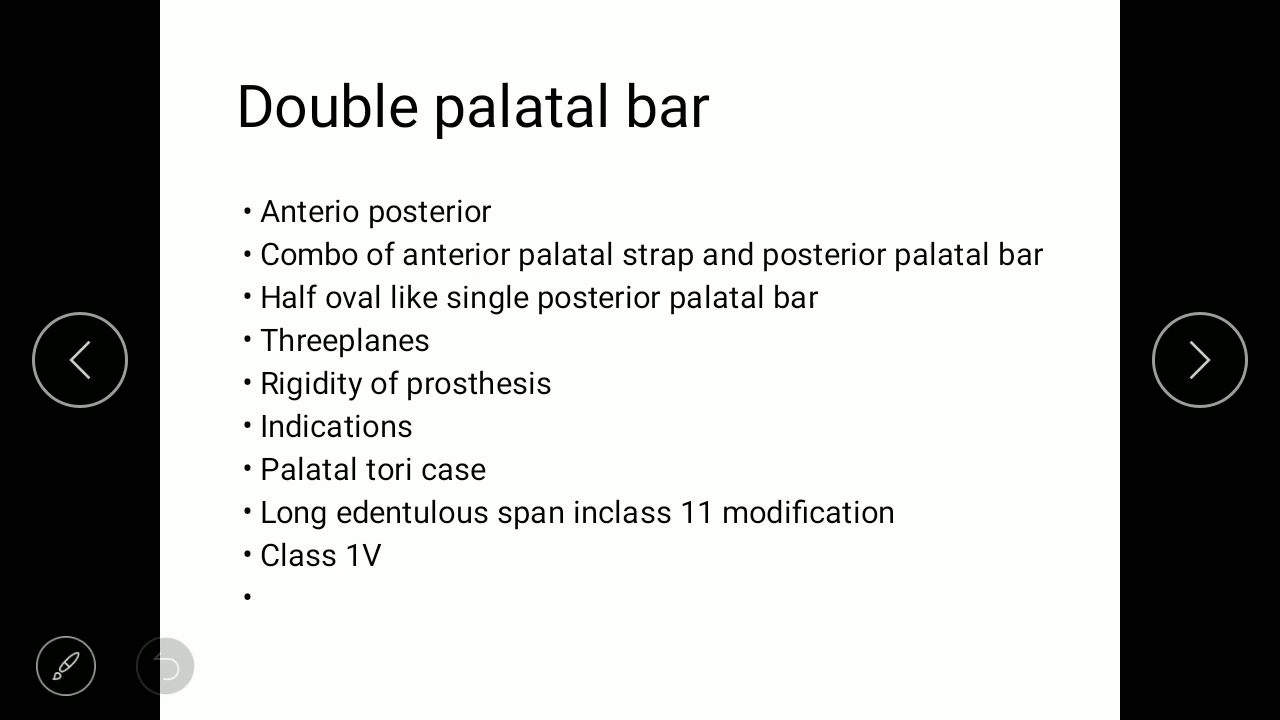 Double palatal bar
• Anterio posterior
• Combo of anterior palatal strap and posterior palatal bar
• Half oval like single posterior palatal bar
• Threeplanes
• Rigidity of prosthesis
• Indications
• Palatal tori case
• Long edentulous span inclass 11 modification
• Class 1V
•